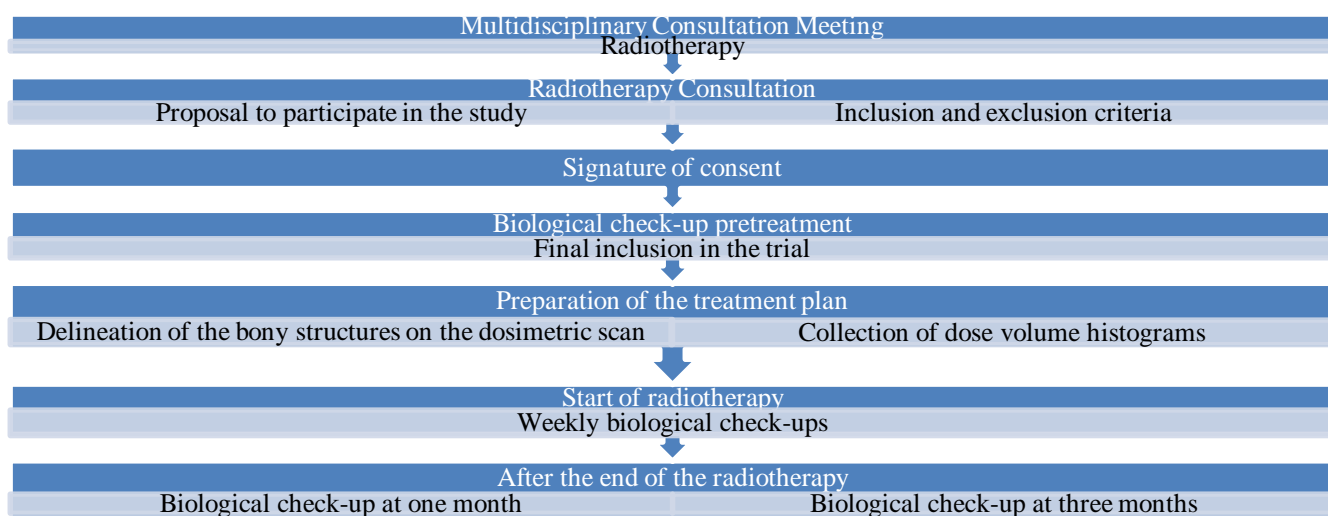 Multidisciplinary Consultation Meeting
Radiotherapy
Radiotherapy Consultation
Proposal to participate in the study
Inclusion and exclusion criteria
Signature of consent
Biological check-up pretreatment
Final inclusion in the trial
Preparation of the treatment plan
Delineation of the bony structures on the dosimetric scan
Collection of dose volume histograms
Start of radiotherapy
Weekly biological check-ups
After the end of the radiotherapy
Biological check-up at one month
Biological check-up at three months